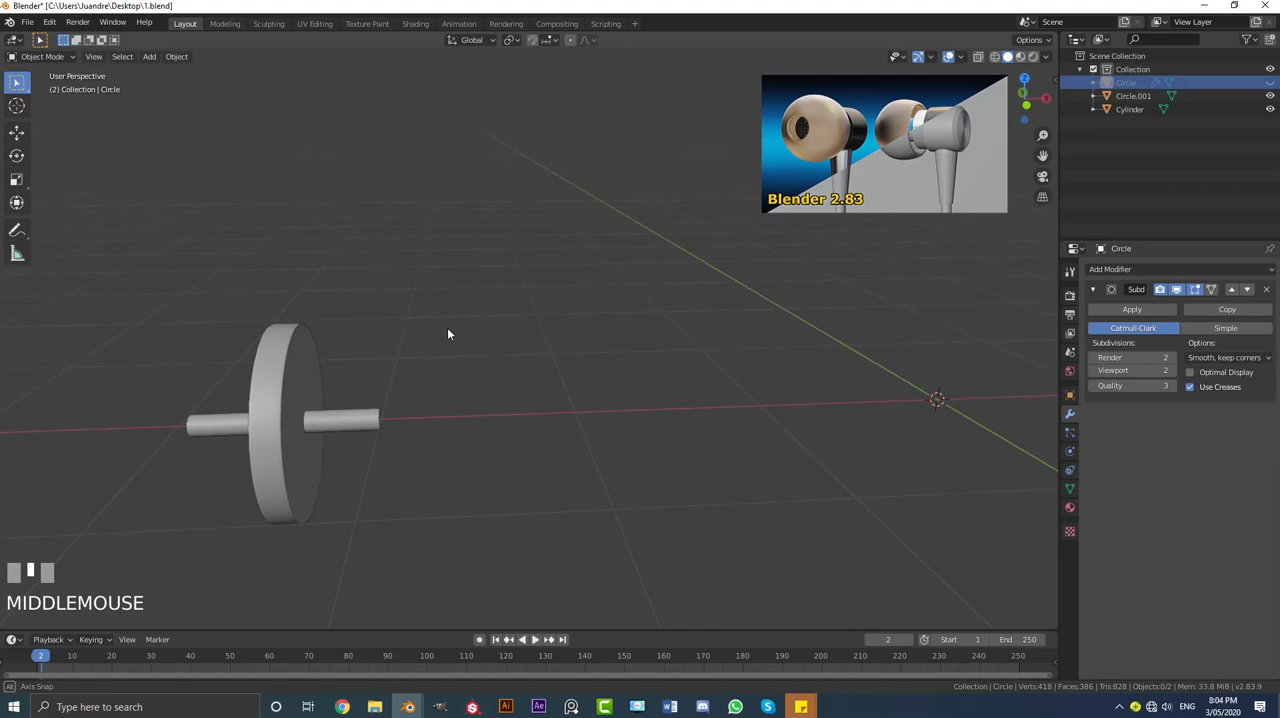 Blender* [C:\Users\Juandre\Desktop\1.blend]
File Edit Render Window Help Layout Modeling Sculpting UV Editing Texture Paint Shading Animation Rendering Compositing Scripting + Scene View Layer
Global Options
Object Mode View Select Add Object
User Perspective
(2) Collection | Circle
Scene Collection
Collection
Circle
Circle.001
Cylinder
Blender 2.83
Circle
Add Modifier
Subd
Apply Copy
Catmull-Clark Simple
Subdivisions: Options:
Render 2 Smooth, keep corners
Viewport 2 Optimal Display
Quality 3 Use Creases
MIDDLEMOUSE
Playback Keying View Marker 2 Start 1 End 250
2 10 20 30 40 50 60 70 80 90 100 110 120 130 140 150 160 170 180 190 200 210 220 230 240 250
Alt Axis Snap Collection | Circle | Verts:418 | Faces:386 | Tris:828 | Objects:0/2 | Mem: 33.8 MiB | v2.83.9
Type here to search
8:04 PM
3/05/2020